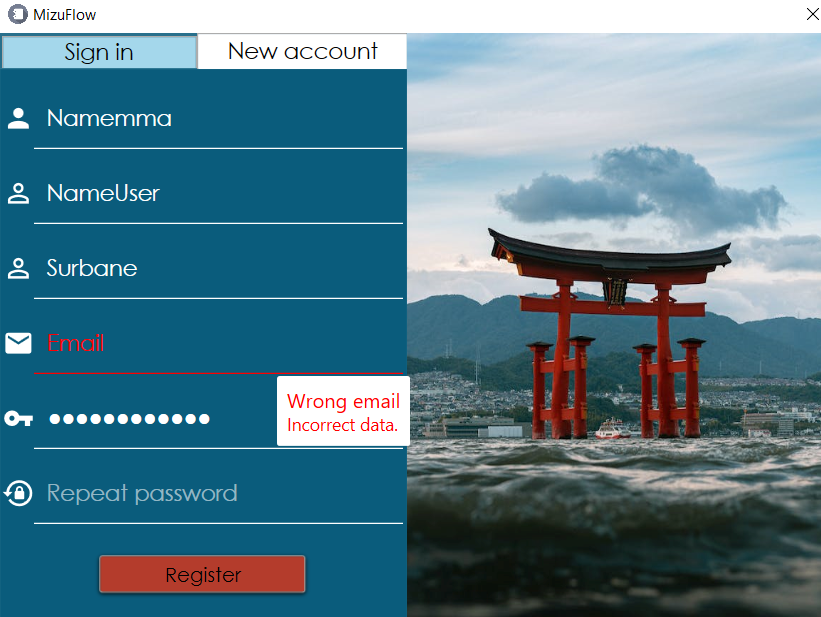 MizuFlow
Sign in
New account
Namemma
NameUser
Surbane
Email
Wrong email
Incorrect data.
●●●●●●●●●●●●
Repeat password
Register